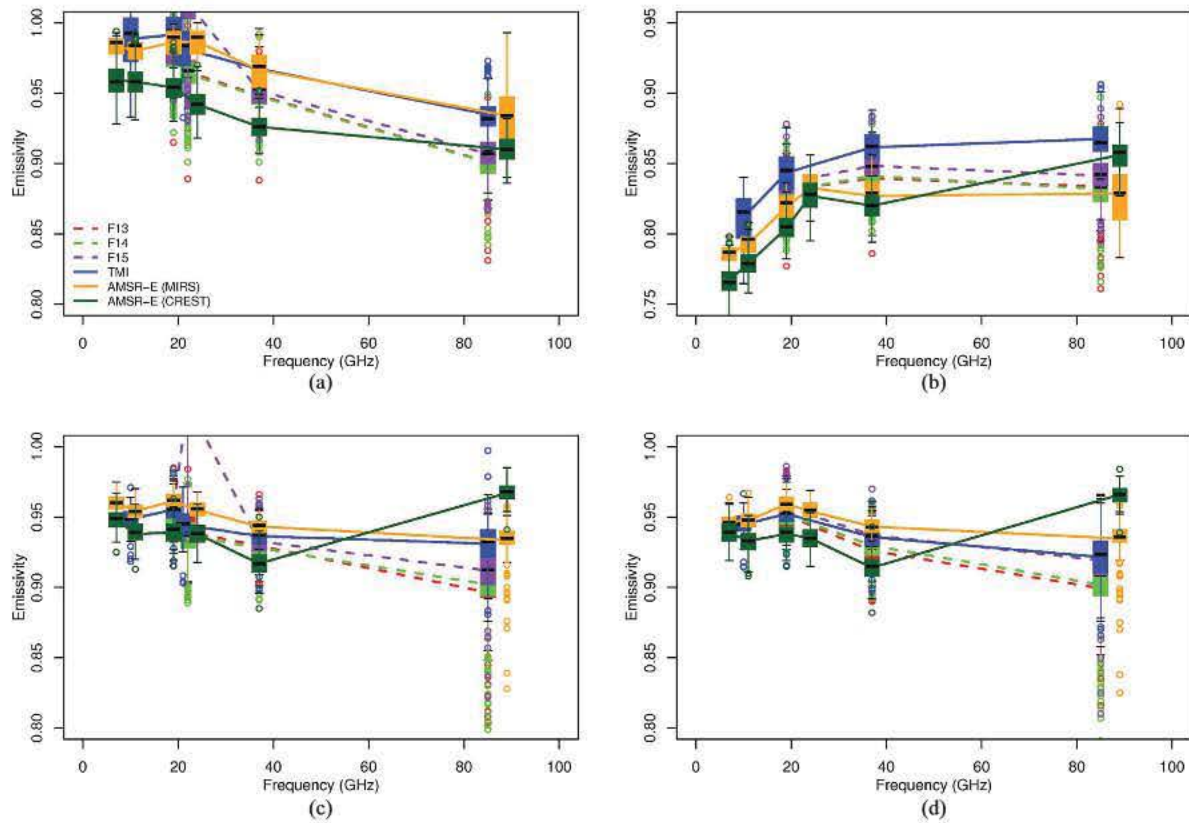 1.00
0.95
0.90
0.85
0.80
Emissivity
F13
F14
F15
TMI
AMSR-E (MIRS)
AMSR-E (CREST)
0 20 40 60 80 100
Frequency (GHz)
(a)
0.95
0.90
0.85
0.80
0.75
Emissivity
0 20 40 60 80 100
Frequency (GHz)
(b)
1.00
0.95
0.90
0.85
0.80
Emissivity
0 20 40 60 80 100
Frequency (GHz)
(c)
1.00
0.95
0.90
0.85
0.80
Emissivity
0 20 40 60 80 100
Frequency (GHz)
(d)